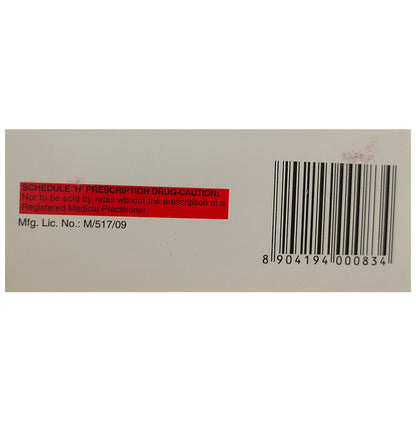 SCHEDULE 'H' PRESCRIPTION DRUG-CAUTION:
Not to be sold by retail without the prescription of a
Registered Medical Practitioner.
Mfg. Lic. No.: M/517/09
8 904194 000834